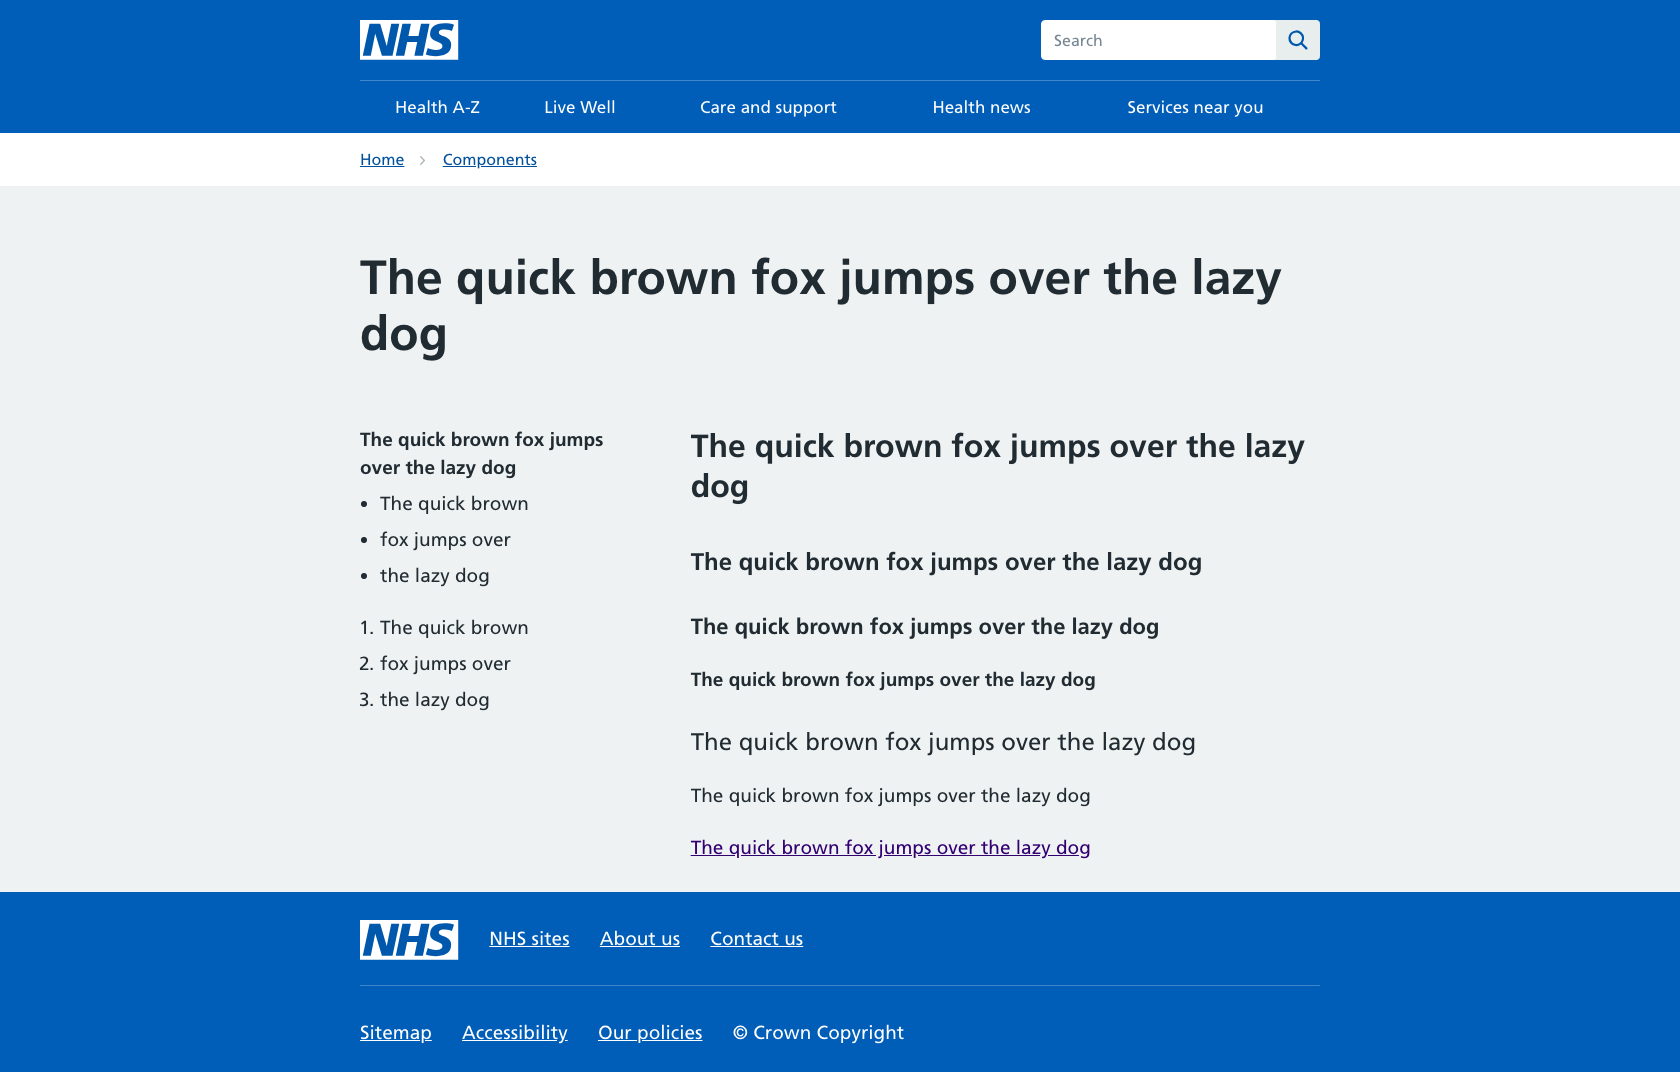 NHS
Search
Health A-Z
Live Well
Care and support
Health news
Services near you
Home
Components
The quick brown fox jumps over the lazy
dog
The quick brown fox jumps
over the lazy dog
• The quick brown
• fox jumps over
• the lazy dog
1. The quick brown
2. fox jumps over
3. the lazy dog
The quick brown fox jumps over the lazy
dog
The quick brown fox jumps over the lazy dog
The quick brown fox jumps over the lazy dog
The quick brown fox jumps over the lazy dog
The quick brown fox jumps over the lazy dog
The quick brown fox jumps over the lazy dog
The quick brown fox jumps over the lazy dog
NHS
NHS sites
About us
Contact us
Sitemap
Accessibility
Our policies
© Crown Copyright